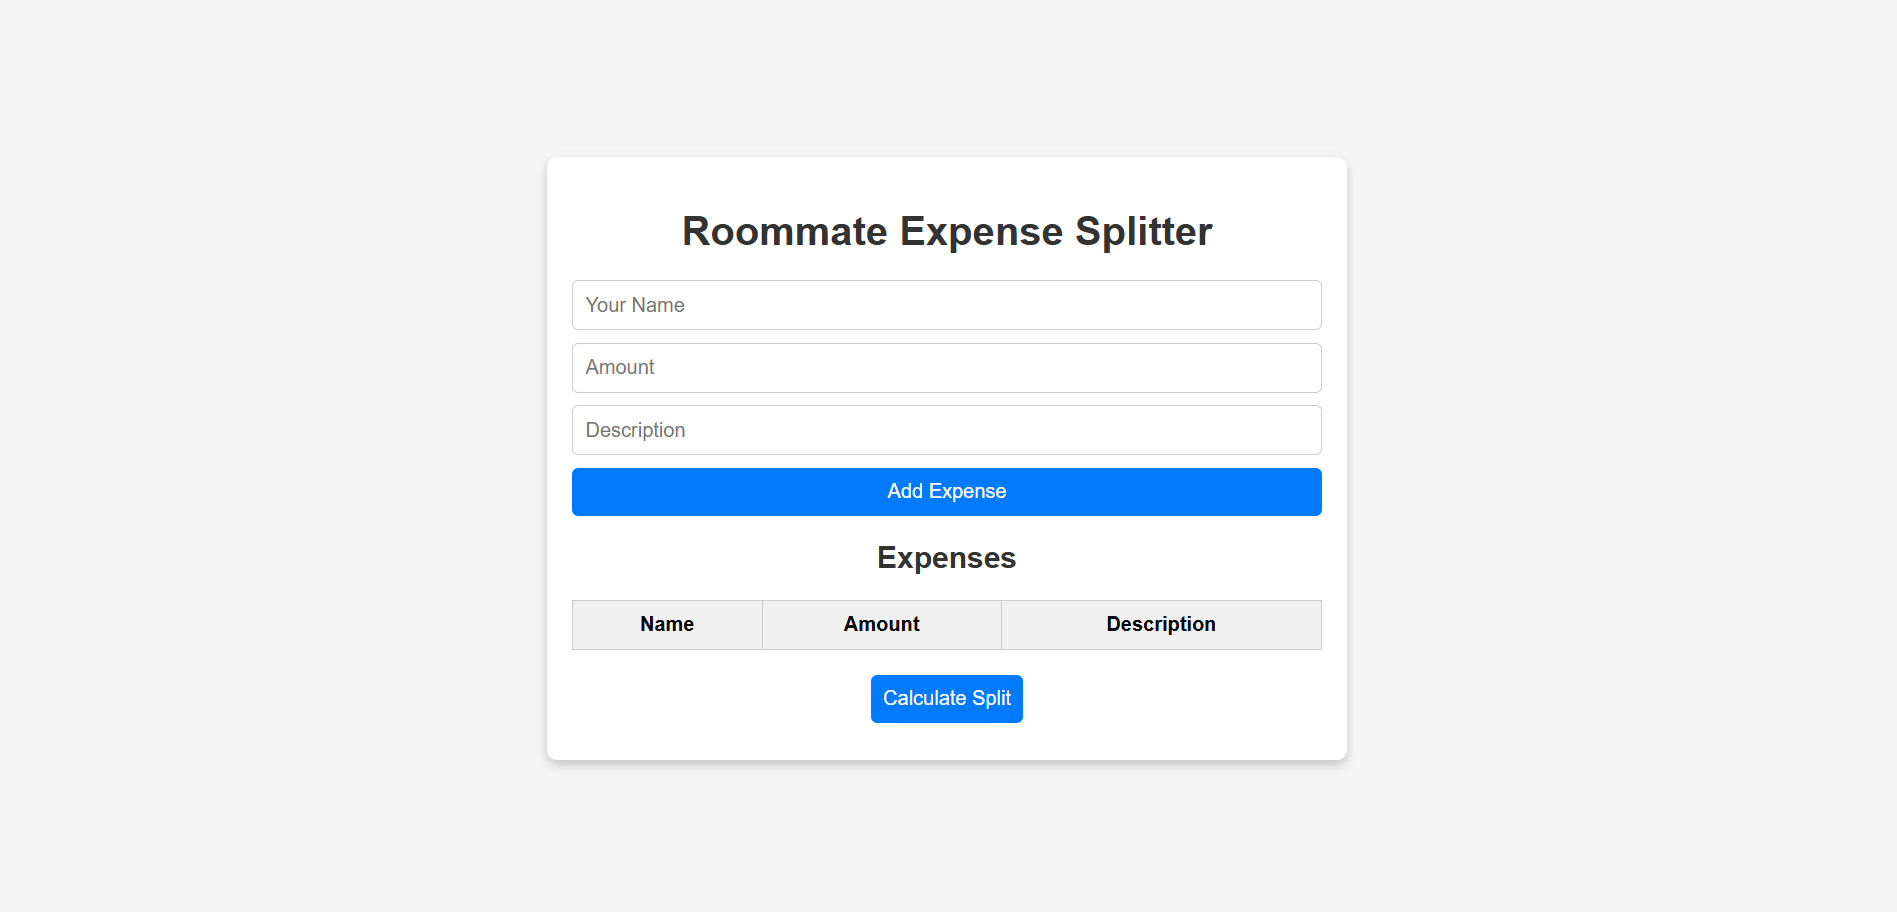 Roommate Expense Splitter
Your Name
Amount
Description
Add Expense
Expenses
Name Amount Description
Calculate Split